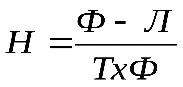 Н = Ф - Л
ТхФ